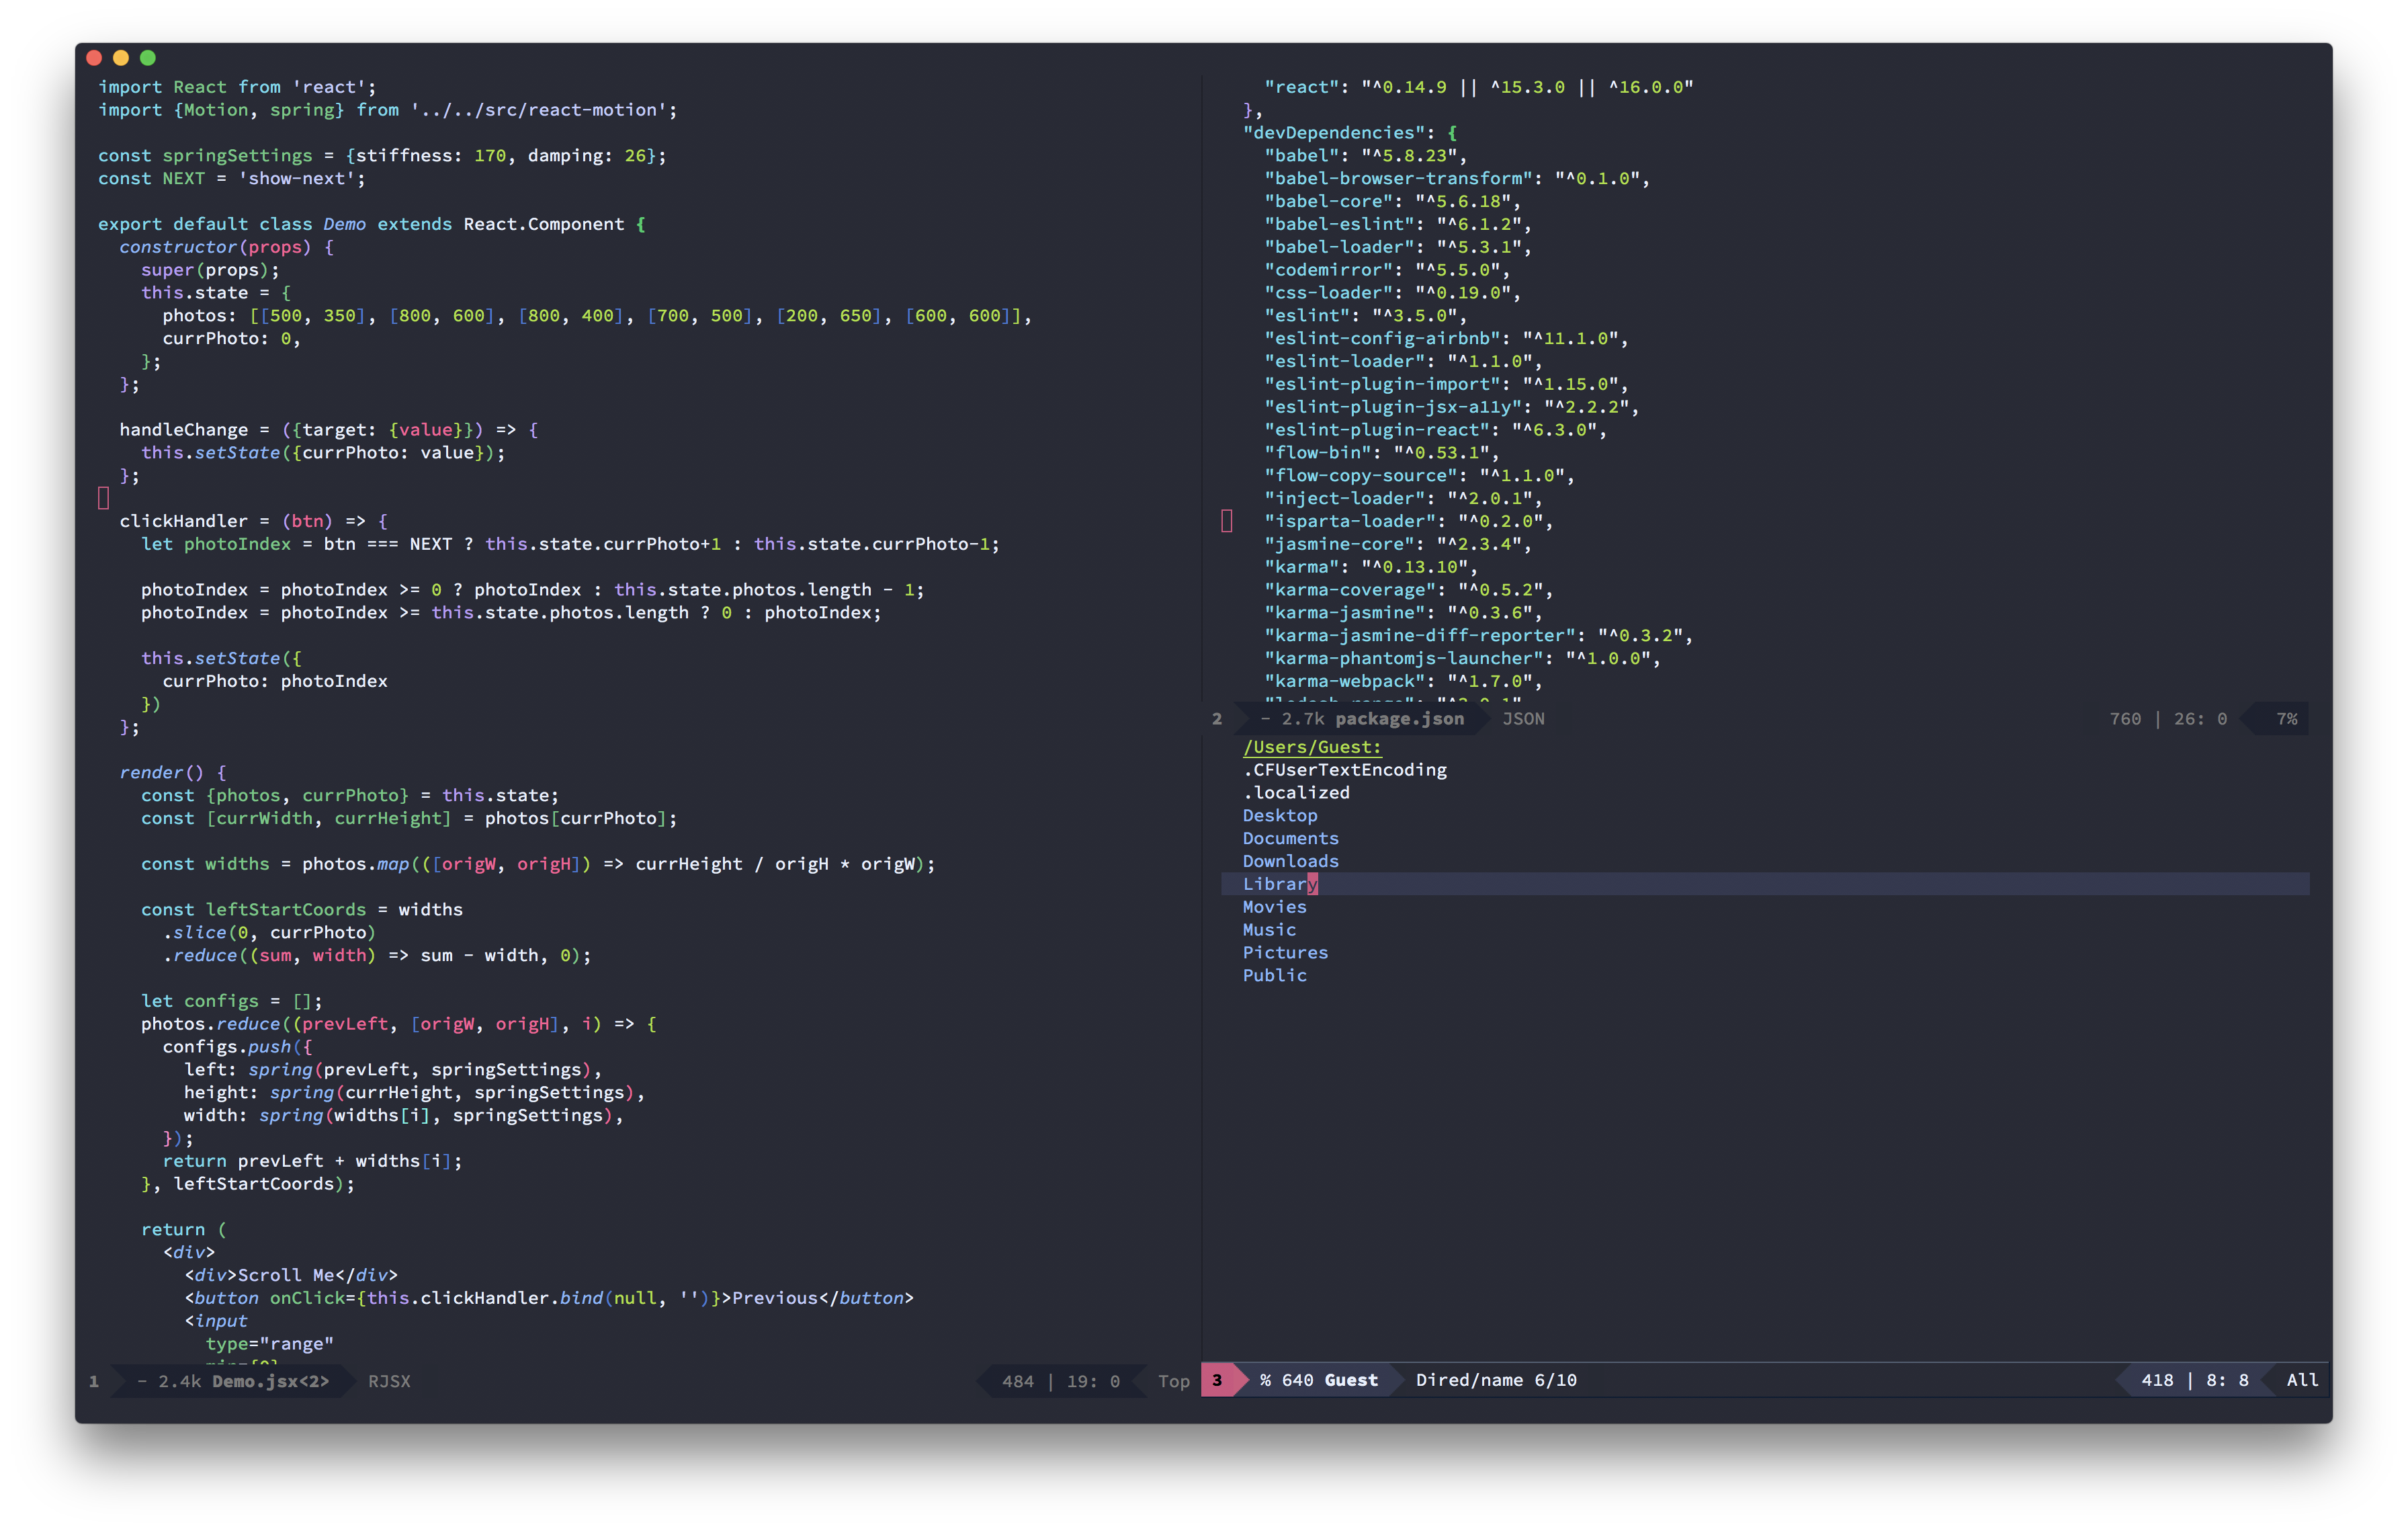 import React from 'react';
import {Motion, spring} from '../../src/react-motion';

const springSettings = {stiffness: 170, damping: 26};
const NEXT = 'show-next';

export default class Demo extends React.Component {
  constructor(props) {
    super(props);
    this.state = {
      photos: [[500, 350], [800, 600], [800, 400], [700, 500], [200, 650], [600, 600]],
      currPhoto: 0,
    };
  };

  handleChange = ({target: {value}}) => {
    this.setState({currPhoto: value});
  };

  clickHandler = (btn) => {
    let photoIndex = btn === NEXT ? this.state.currPhoto+1 : this.state.currPhoto-1;

    photoIndex = photoIndex >= 0 ? photoIndex : this.state.photos.length - 1;
    photoIndex = photoIndex >= this.state.photos.length ? 0 : photoIndex;

    this.setState({
      currPhoto: photoIndex
    })
  };

  render() {
    const {photos, currPhoto} = this.state;
    const [currWidth, currHeight] = photos[currPhoto];

    const widths = photos.map(([origW, origH]) => currHeight / origH * origW);

    const leftStartCoords = widths
      .slice(0, currPhoto)
      .reduce((sum, width) => sum - width, 0);

    let configs = [];
    photos.reduce((prevLeft, [origW, origH], i) => {
      configs.push({
        left: spring(prevLeft, springSettings),
        height: spring(currHeight, springSettings),
        width: spring(widths[i], springSettings),
      });
      return prevLeft + widths[i];
    }, leftStartCoords);

    return (
      <div>
        <div>Scroll Me</div>
        <button onClick={this.clickHandler.bind(null, '')}>Previous</button>
        <input
          type="range"
1 - 2.4k Demo.jsx<2> RJSX 484 | 19: 0 Top
  "react": "^0.14.9 || ^15.3.0 || ^16.0.0"
},
"devDependencies": {
  "babel": "^5.8.23",
  "babel-browser-transform": "^0.1.0",
  "babel-core": "^5.6.18",
  "babel-eslint": "^6.1.2",
  "babel-loader": "^5.3.1",
  "codemirror": "^5.5.0",
  "css-loader": "^0.19.0",
  "eslint": "^3.5.0",
  "eslint-config-airbnb": "^11.1.0",
  "eslint-loader": "^1.1.0",
  "eslint-plugin-import": "^1.15.0",
  "eslint-plugin-jsx-a11y": "^2.2.2",
  "eslint-plugin-react": "^6.3.0",
  "flow-bin": "^0.53.1",
  "flow-copy-source": "^1.1.0",
  "inject-loader": "^2.0.1",
  "isparta-loader": "^0.2.0",
  "jasmine-core": "^2.3.4",
  "karma": "^0.13.10",
  "karma-coverage": "^0.5.2",
  "karma-jasmine": "^0.3.6",
  "karma-jasmine-diff-reporter": "^0.3.2",
  "karma-phantomjs-launcher": "^1.0.0",
  "karma-webpack": "^1.7.0",
2 - 2.7k package.json JSON 760 | 26: 0 7%
/Users/Guest:
.CFUserTextEncoding
.localized
Desktop
Documents
Downloads
Library
Movies
Music
Pictures
Public
3 % 640 Guest Dired/name 6/10 418 | 8: 8 All